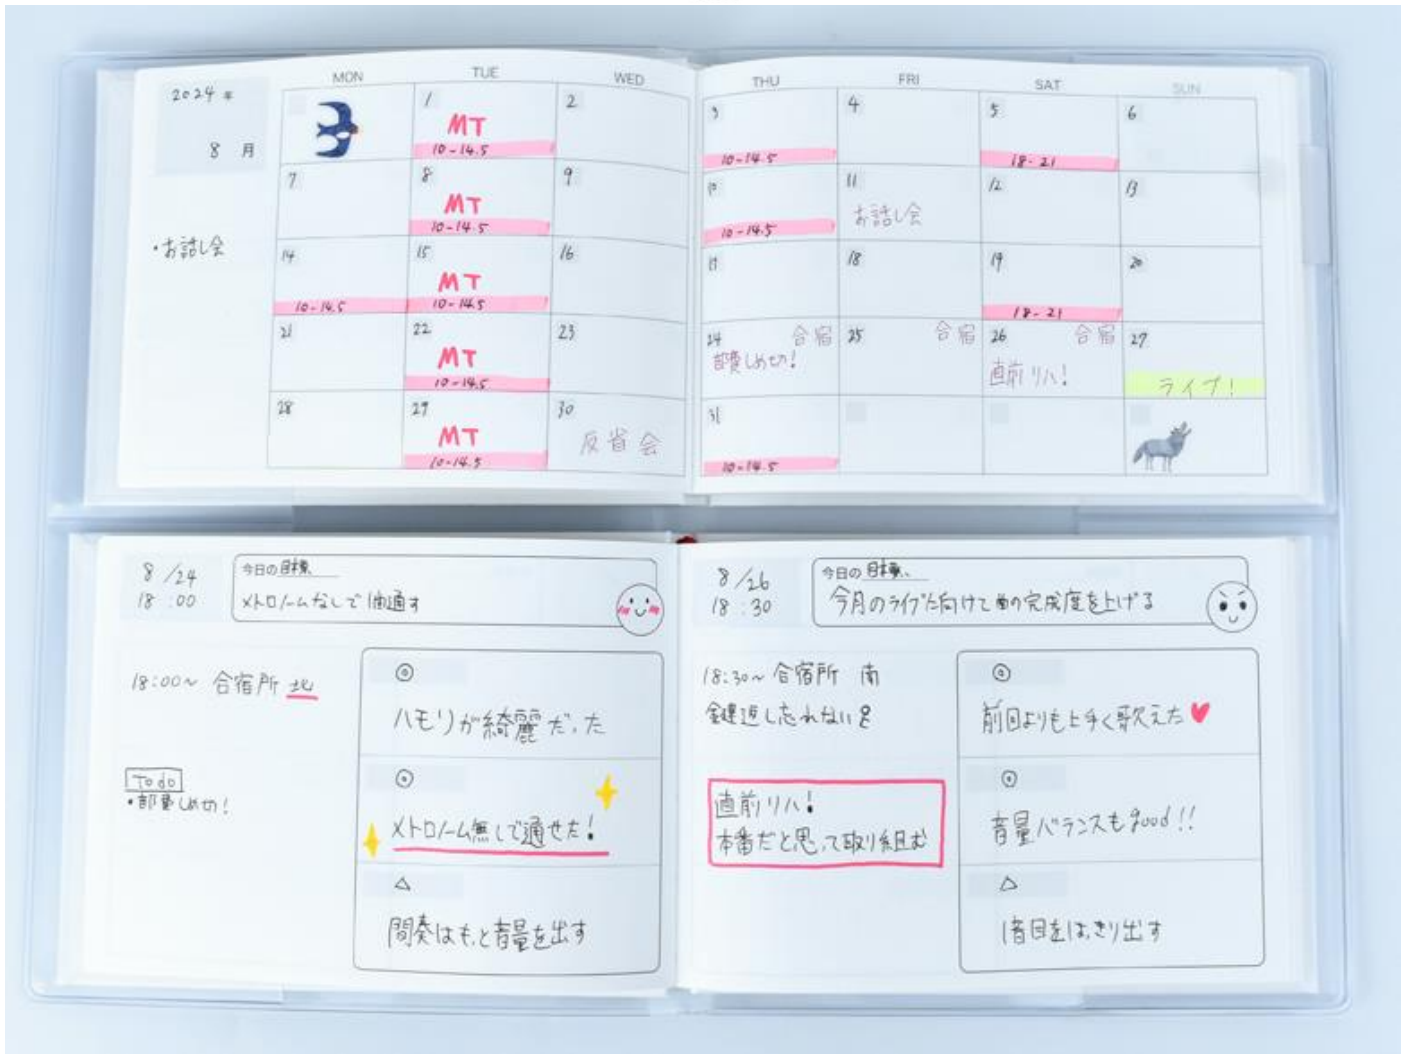 MON TUE WED THU FRI SAT SUN
2024年
8月
・お話し会
1 2 3 4 5 6
MT
10-14.5 10-14.5 18-21
7 8 9 10 11 12 13
MT お話し会
10-14.5 10-14.5
14 15 16 17 18 19 20
MT
10-14.5 10-14.5 18-21
21 22 23 24 合宿 25 合宿 26 合宿 27
MT 部費しめ切! 直前リハ! ライブ!
10-14.5
28 29 30 31
MT 反省会
10-14.5 10-14.5
8/24
18:00
今日の目標
メトロノームなしで1曲通す
18:00~ 合宿所 北
Todo
・部費しめ切!
◎
ハモリが綺麗だった
◎
メトロノーム無しで通せた!
△
間奏はもっと音量を出す
8/26
18:30
今日の目標
今月のライブに向けて曲の完成度を上げる
18:30~ 合宿所 南
鍵返し忘れない
直前リハ!
本番だと思って取り組む
◎
前回よりも上手く歌えた♥
◎
音量バランスもgood!!
△
1音目をはっきり出す